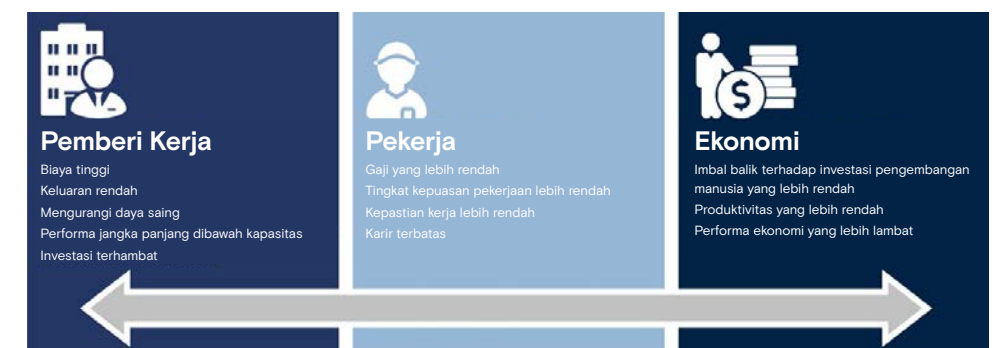 Pemberi Kerja
Biaya tinggi
Keluaran rendah
Mengurangi daya saing
Performa jangka panjang dibawah kapasitas
Investasi terhambat
Pekerja
Gaji yang lebih rendah
Tingkat kepuasan pekerjaan lebih rendah
Kepastian kerja lebih rendah
Karir terbatas
$
Ekonomi
Imbal balik terhadap investasi pengembangan
manusia yang lebih rendah
Produktivitas yang lebih rendah
Performa ekonomi yang lebih lambat